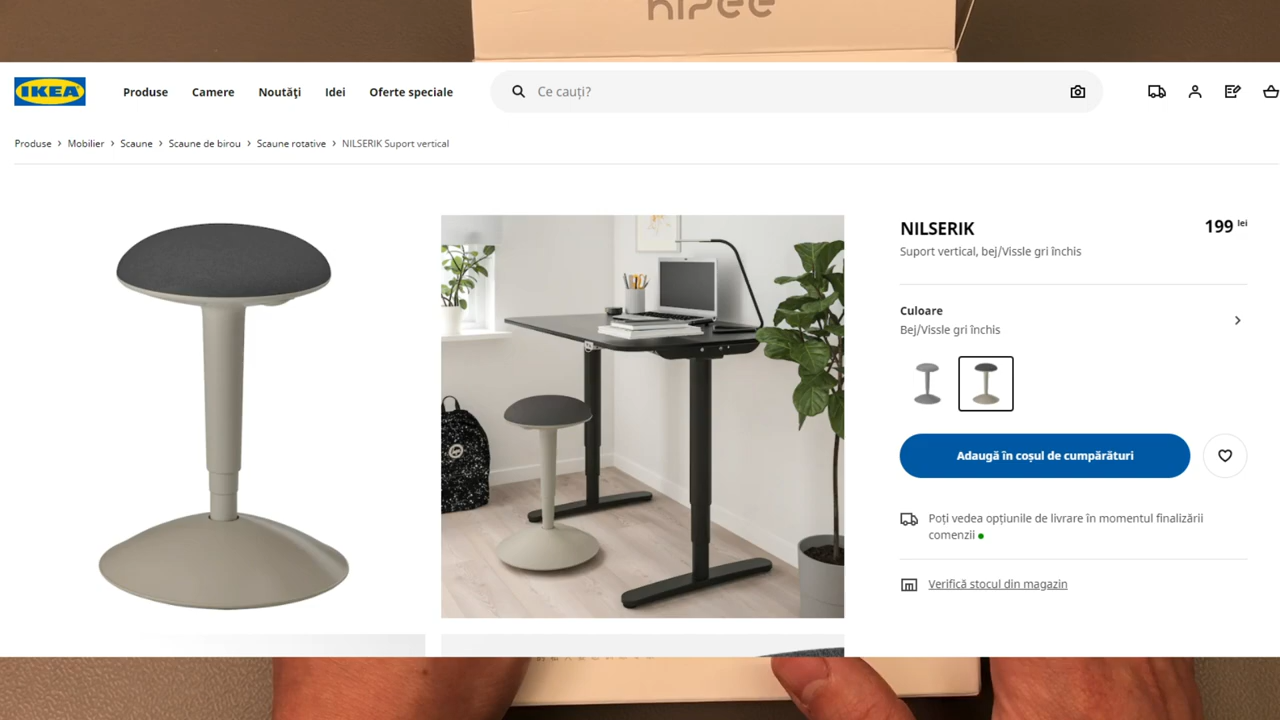 hipee
IKEA
Produse
Camere
Noutăți
Idei
Oferte speciale
Ce cauți?
Produse > Mobilier > Scaune > Scaune de birou > Scaune rotative > NILSERIK Suport vertical
NILSERIK
199 lei
Suport vertical, bej/Vissle gri închis
Culoare
Bej/Vissle gri închis
Adaugă în coșul de cumpărături
Poți vedea opțiunile de livrare în momentul finalizării
comenzii
Verifică stocul din magazin